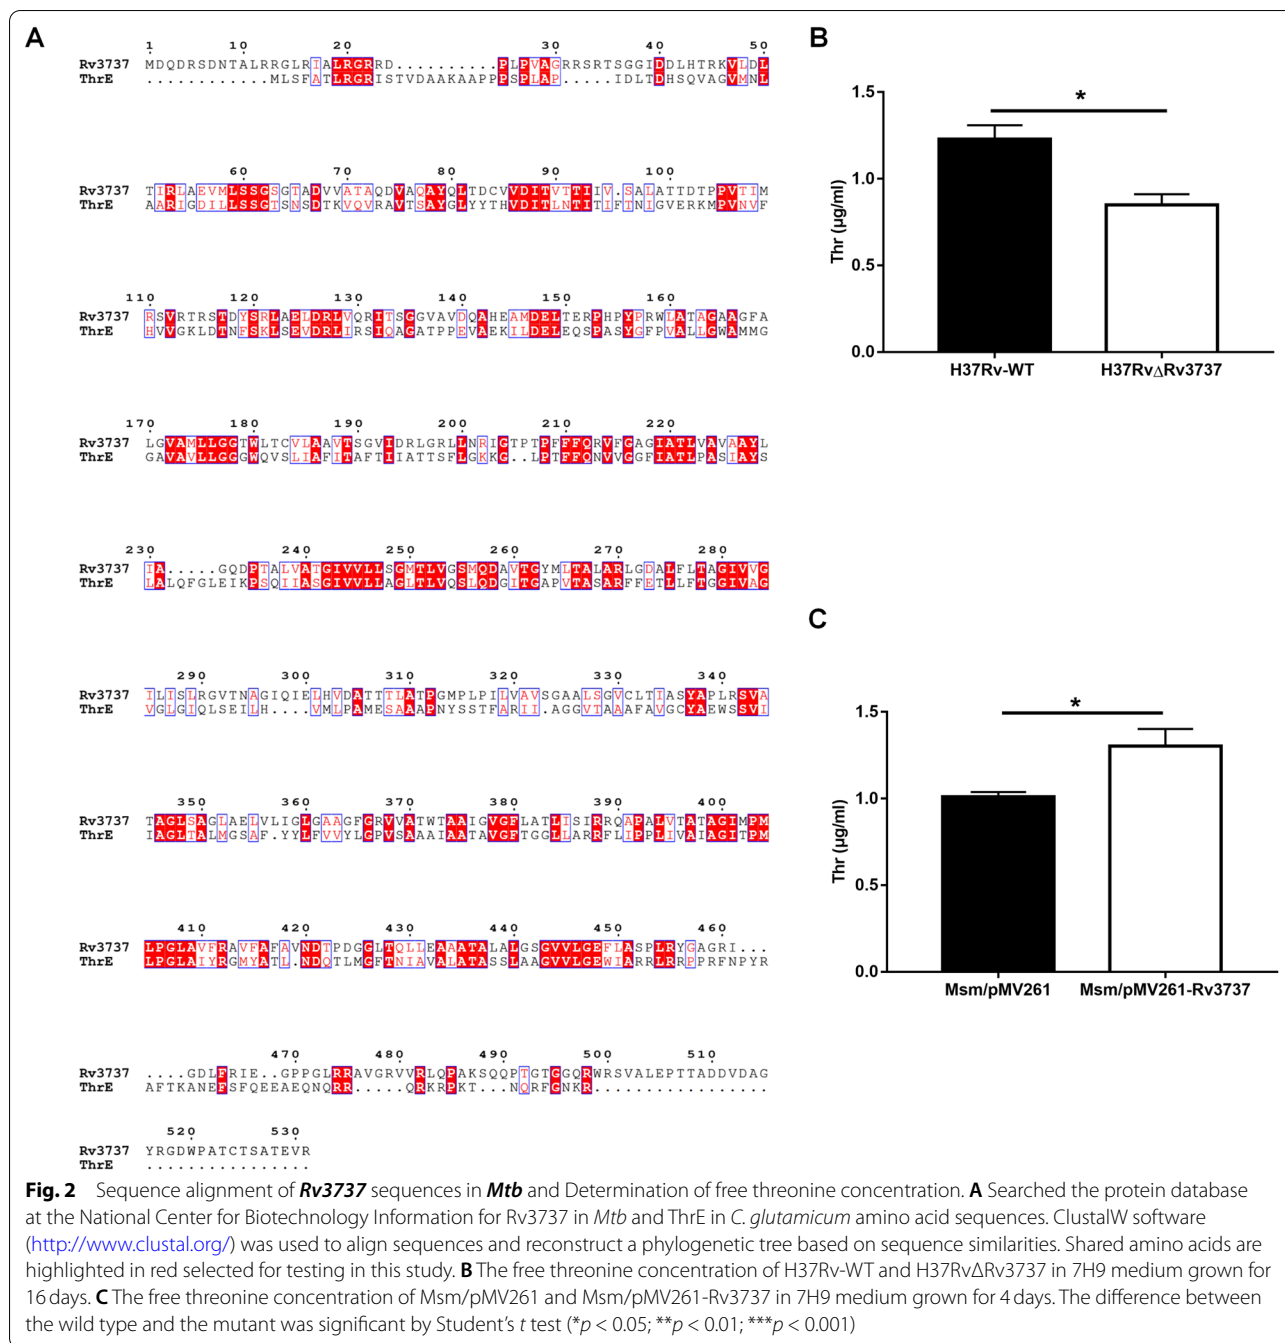 A
1 10 20 30 40 50
Rv3737 MDQDRSDNTALRRGLRIALRGRRD..........PLPVAGRRSRTSGGIDDLHTRKVLDL
ThrE ............MLSFATLRGRISTVDAAKAAPPPSPLAP....IDLTDHSQVAGVMNL
60 70 80 90 100
Rv3737 TIRLAEVMLSSGSGTADVVATAQDVAQAYQLTDCVVDITVTTIIV.SALATTDTPPVTIM
ThrE AARIGDILLSSGTSNSDTKVQVRAVTSAYGLYYTHVDITLNTITIFTNIGVERKMPVNVF
110 120 130 140 150 160
Rv3737 RSVRTRSTDYSRLAELDRLVQRITSGGVAVDQAHEAMDELTERPHPYPRWLATAGAAGFA
ThrE HVVGKLDTNFSKLSEVDRLIRSIQAGATPPEVAEKILDELEQSPASYGFPVALLGWAMMG
170 180 190 200 210 220
Rv3737 LGVAMLLGGTWLTCVLAAVTSGVIDRLGRLLNRIGTPTPFFFQRVFGAGIATLVAVAAYL
ThrE GAVAVLLGGGWQVSLIAFITAFTIIATTSFLGKKG..LPTFFQNVVGGFIATLPASIAYS
230 240 250 260 270 280
Rv3737 IA.....GQDPTALVATGIVVLLSGMTLVGSMQDAVTGYMLTALARLGDALFLTAGIVVG
ThrE LALQFGLEIKPSQIIASGIVVLLAGLTLVQSLQDGITGAPVTASARFFETLLFTGGIVAG
290 300 310 320 330 340
Rv3737 ILISLRGVTNAGIQIELHVDATTTLATPGMPLPILVAVSGAALSGVCLTIASYAPLRSVA
ThrE VGLGIQLSEILH....VMLPAMESAAAPNYSSTFARII.AGGVTAAAFAVGCYAEWSSVI
350 360 370 380 390 400
Rv3737 TAGLSAGLAELVLIGLGAAGFGRVVATWTAAIGVGFLATLISIRRQAPALVTATAGIMPM
ThrE IAGLTALMGSAF.YYLFVVYLGPVSAAAIAATAVGFTGGLLARRFLIPPLIVAIAGITPM
410 420 430 440 450 460
Rv3737 LPGLAVFRAVFAFAVNDTPDGGLTQLLEAAATALALGSGVVLGEFLASPLRYGAGRI...
ThrE LPGLAIYRGMYATL.NDQTLMGFTNIAVALATASSLAAGVVLGEWIARRLRRPPRFNPYR
470 480 490 500 510
Rv3737 ....GDLFRIE..GPPGLRRAVGRVVRLQPAKSQQPTGTGGQRWRSVALEPTTADDVDAG
ThrE AFTKANEFSFQEEAEQNQRR.....QRKRPKT...NQRFGNKR.................
520 530
Rv3737 YRGDWPATCTSATEVR
ThrE ................
B
*
1.5
1.0
0.5
0.0
Thr (μg/ml)
H37Rv-WT H37RvΔRv3737
C
*
1.5
1.0
0.5
0.0
Thr (μg/ml)
Msm/pMV261 Msm/pMV261-Rv3737
Fig. 2 Sequence alignment of Rv3737 sequences in Mtb and Determination of free threonine concentration. A Searched the protein database
at the National Center for Biotechnology Information for Rv3737 in Mtb and ThrE in C. glutamicum amino acid sequences. ClustalW software
(http://www.clustal.org/) was used to align sequences and reconstruct a phylogenetic tree based on sequence similarities. Shared amino acids are
highlighted in red selected for testing in this study. B The free threonine concentration of H37Rv-WT and H37RvΔRv3737 in 7H9 medium grown for
16 days. C The free threonine concentration of Msm/pMV261 and Msm/pMV261-Rv3737 in 7H9 medium grown for 4 days. The difference between
the wild type and the mutant was significant by Student's t test (*p < 0.05; **p < 0.01; ***p < 0.001)